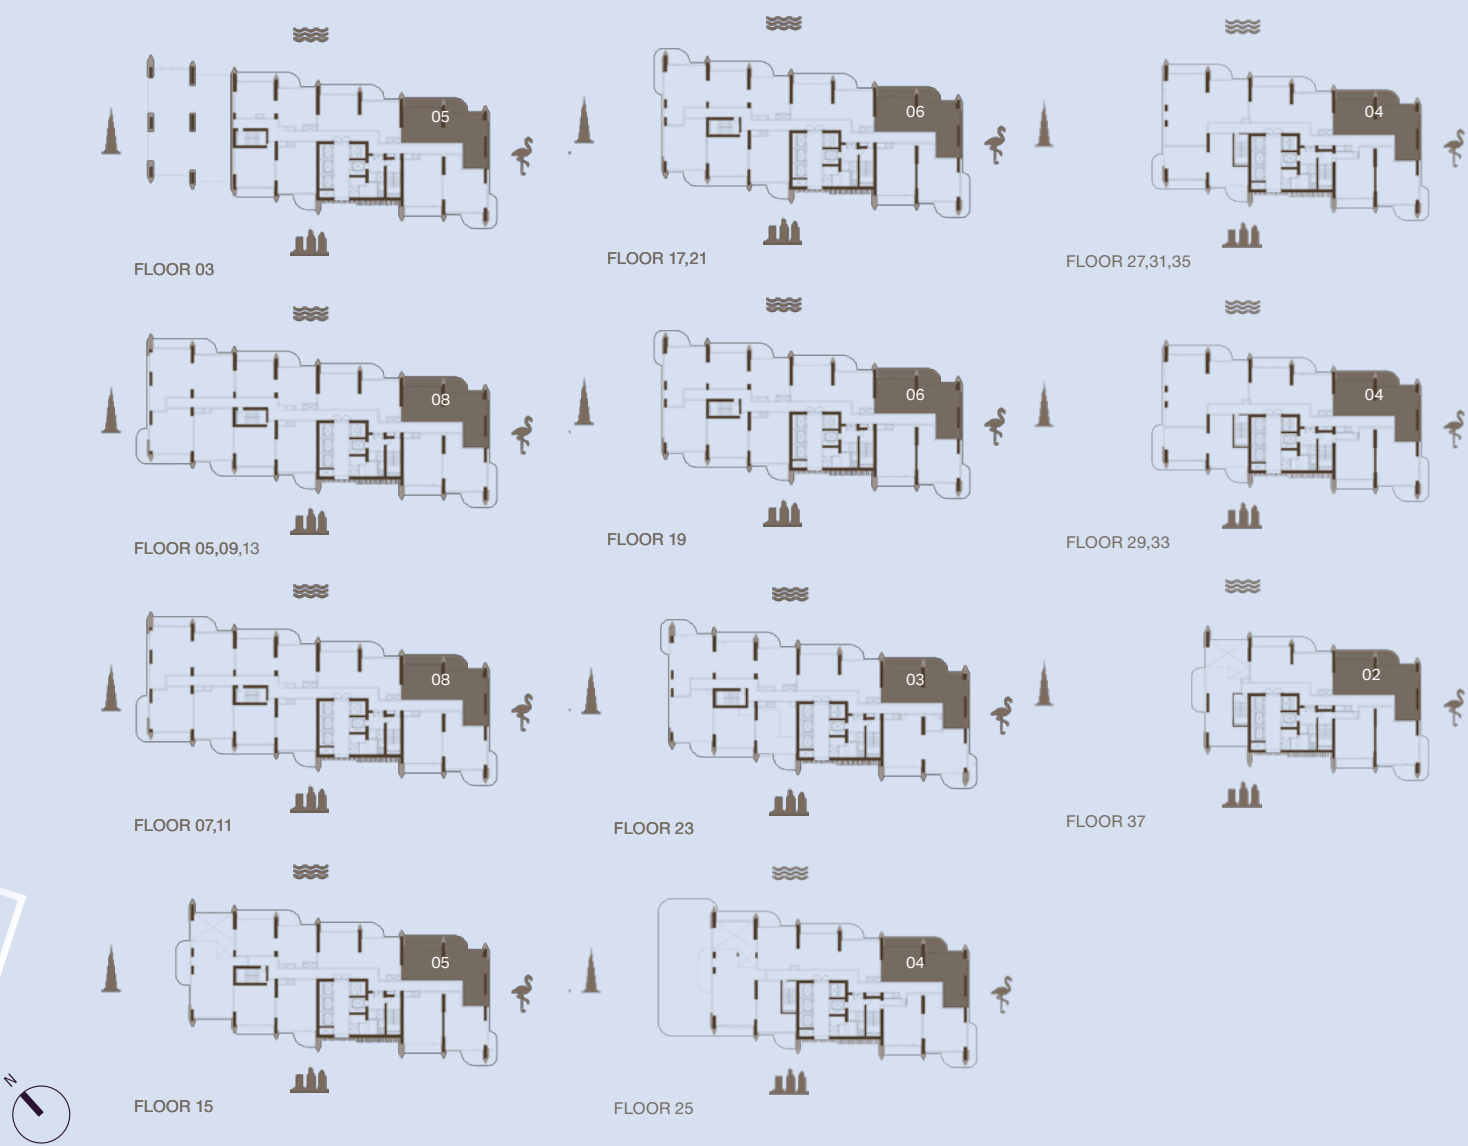 05
FLOOR 03
06
FLOOR 17,21
04
FLOOR 27,31,35
08
FLOOR 05,09,13
06
FLOOR 19
04
FLOOR 29,33
08
FLOOR 07,11
03
FLOOR 23
02
FLOOR 37
05
FLOOR 15
04
FLOOR 25
N